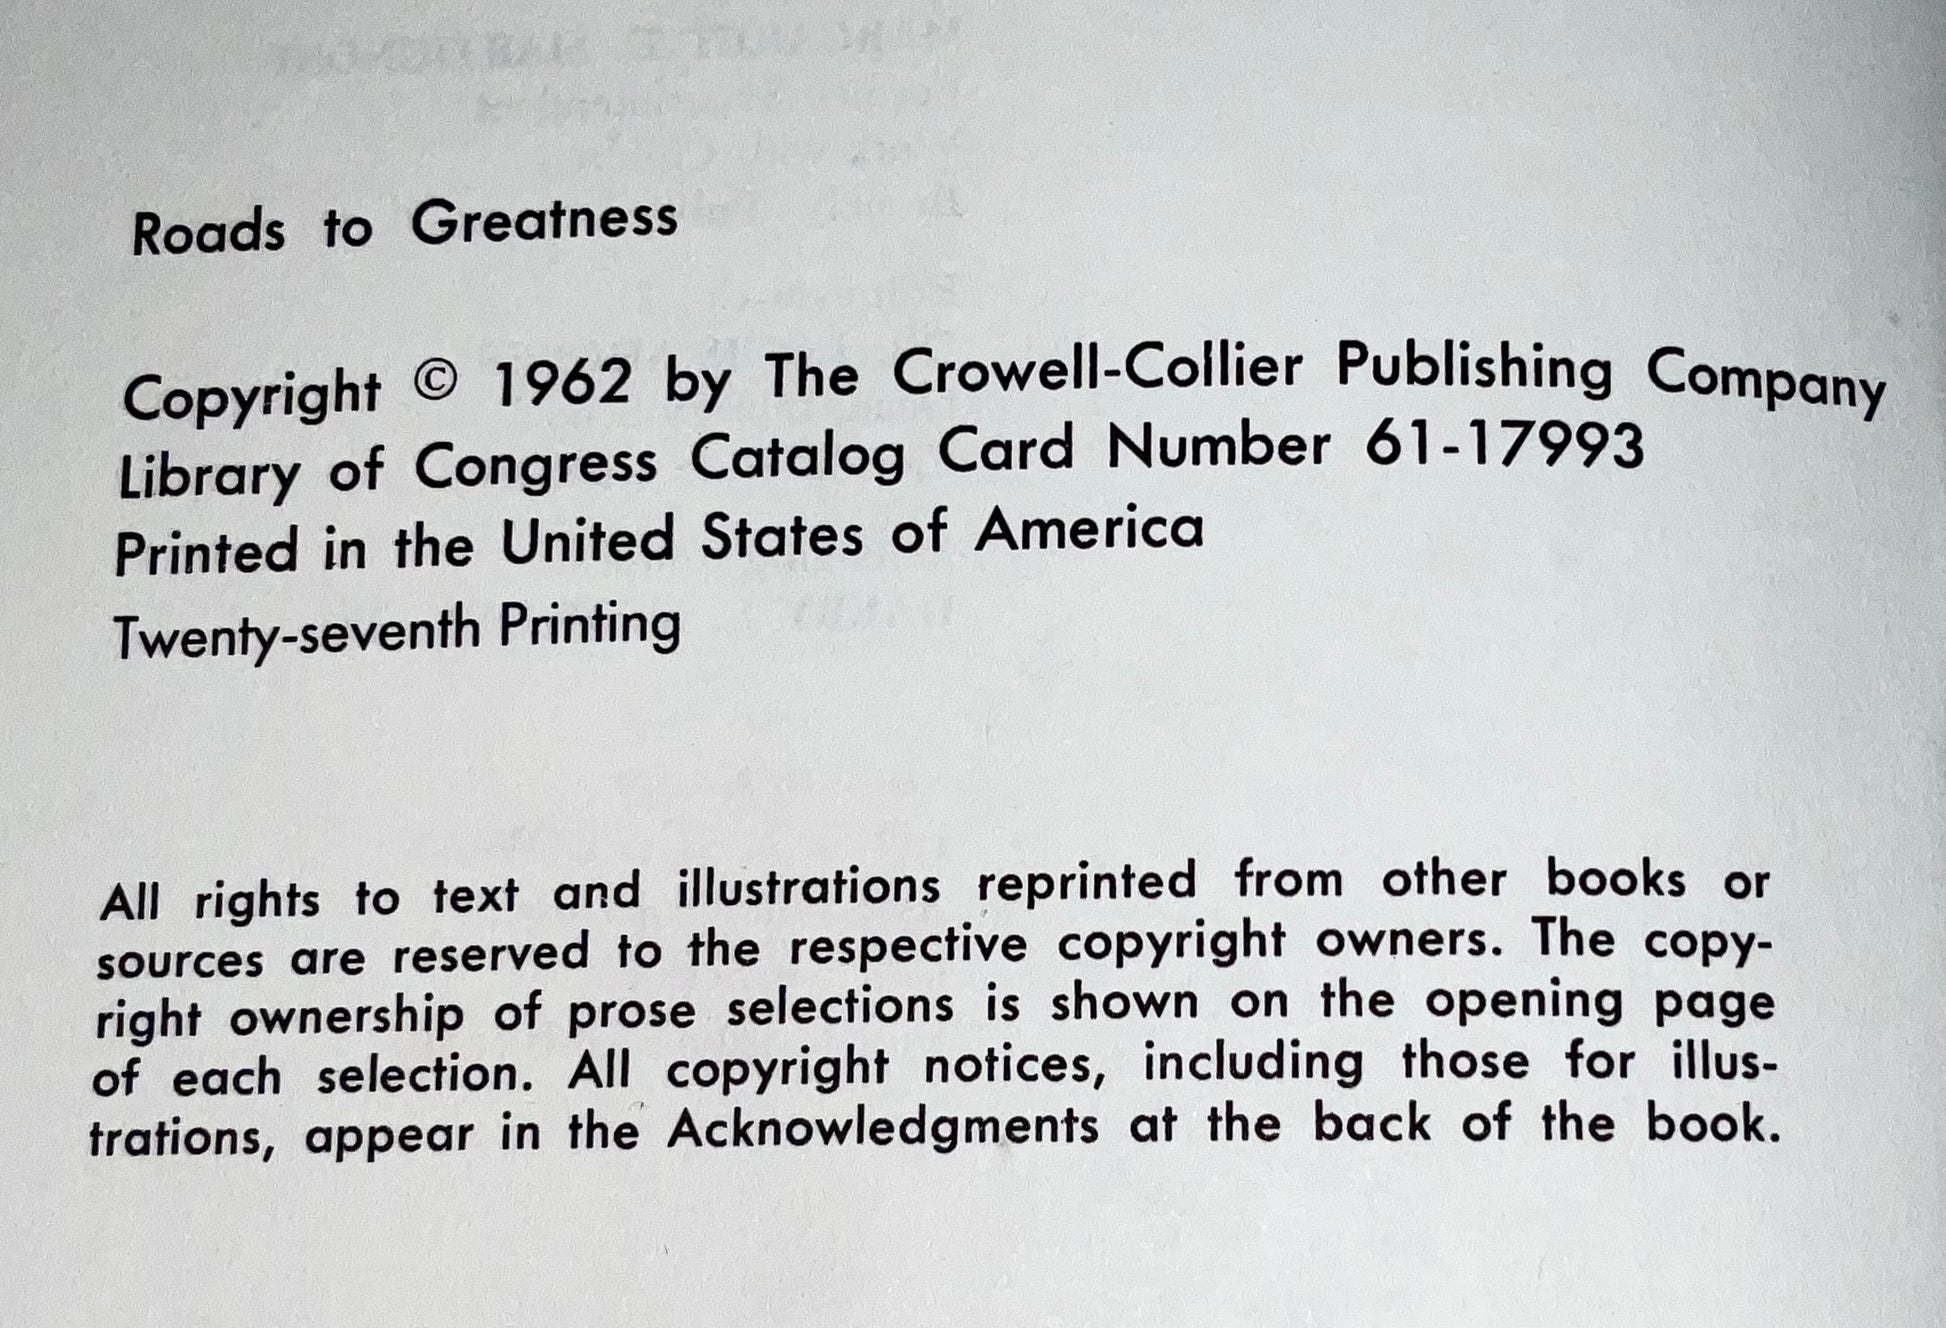 Roads to Greatness
Copyright © 1962 by The Crowell-Collier Publishing Company
Library of Congress Catalog Card Number 61-17993
Printed in the United States of America
Twenty-seventh Printing
All rights to text and illustrations reprinted from other books or
sources are reserved to the respective copyright owners. The copy-
right ownership of prose selections is shown on the opening page
of each selection. All copyright notices, including those for illus-
trations, appear in the Acknowledgments at the back of the book.